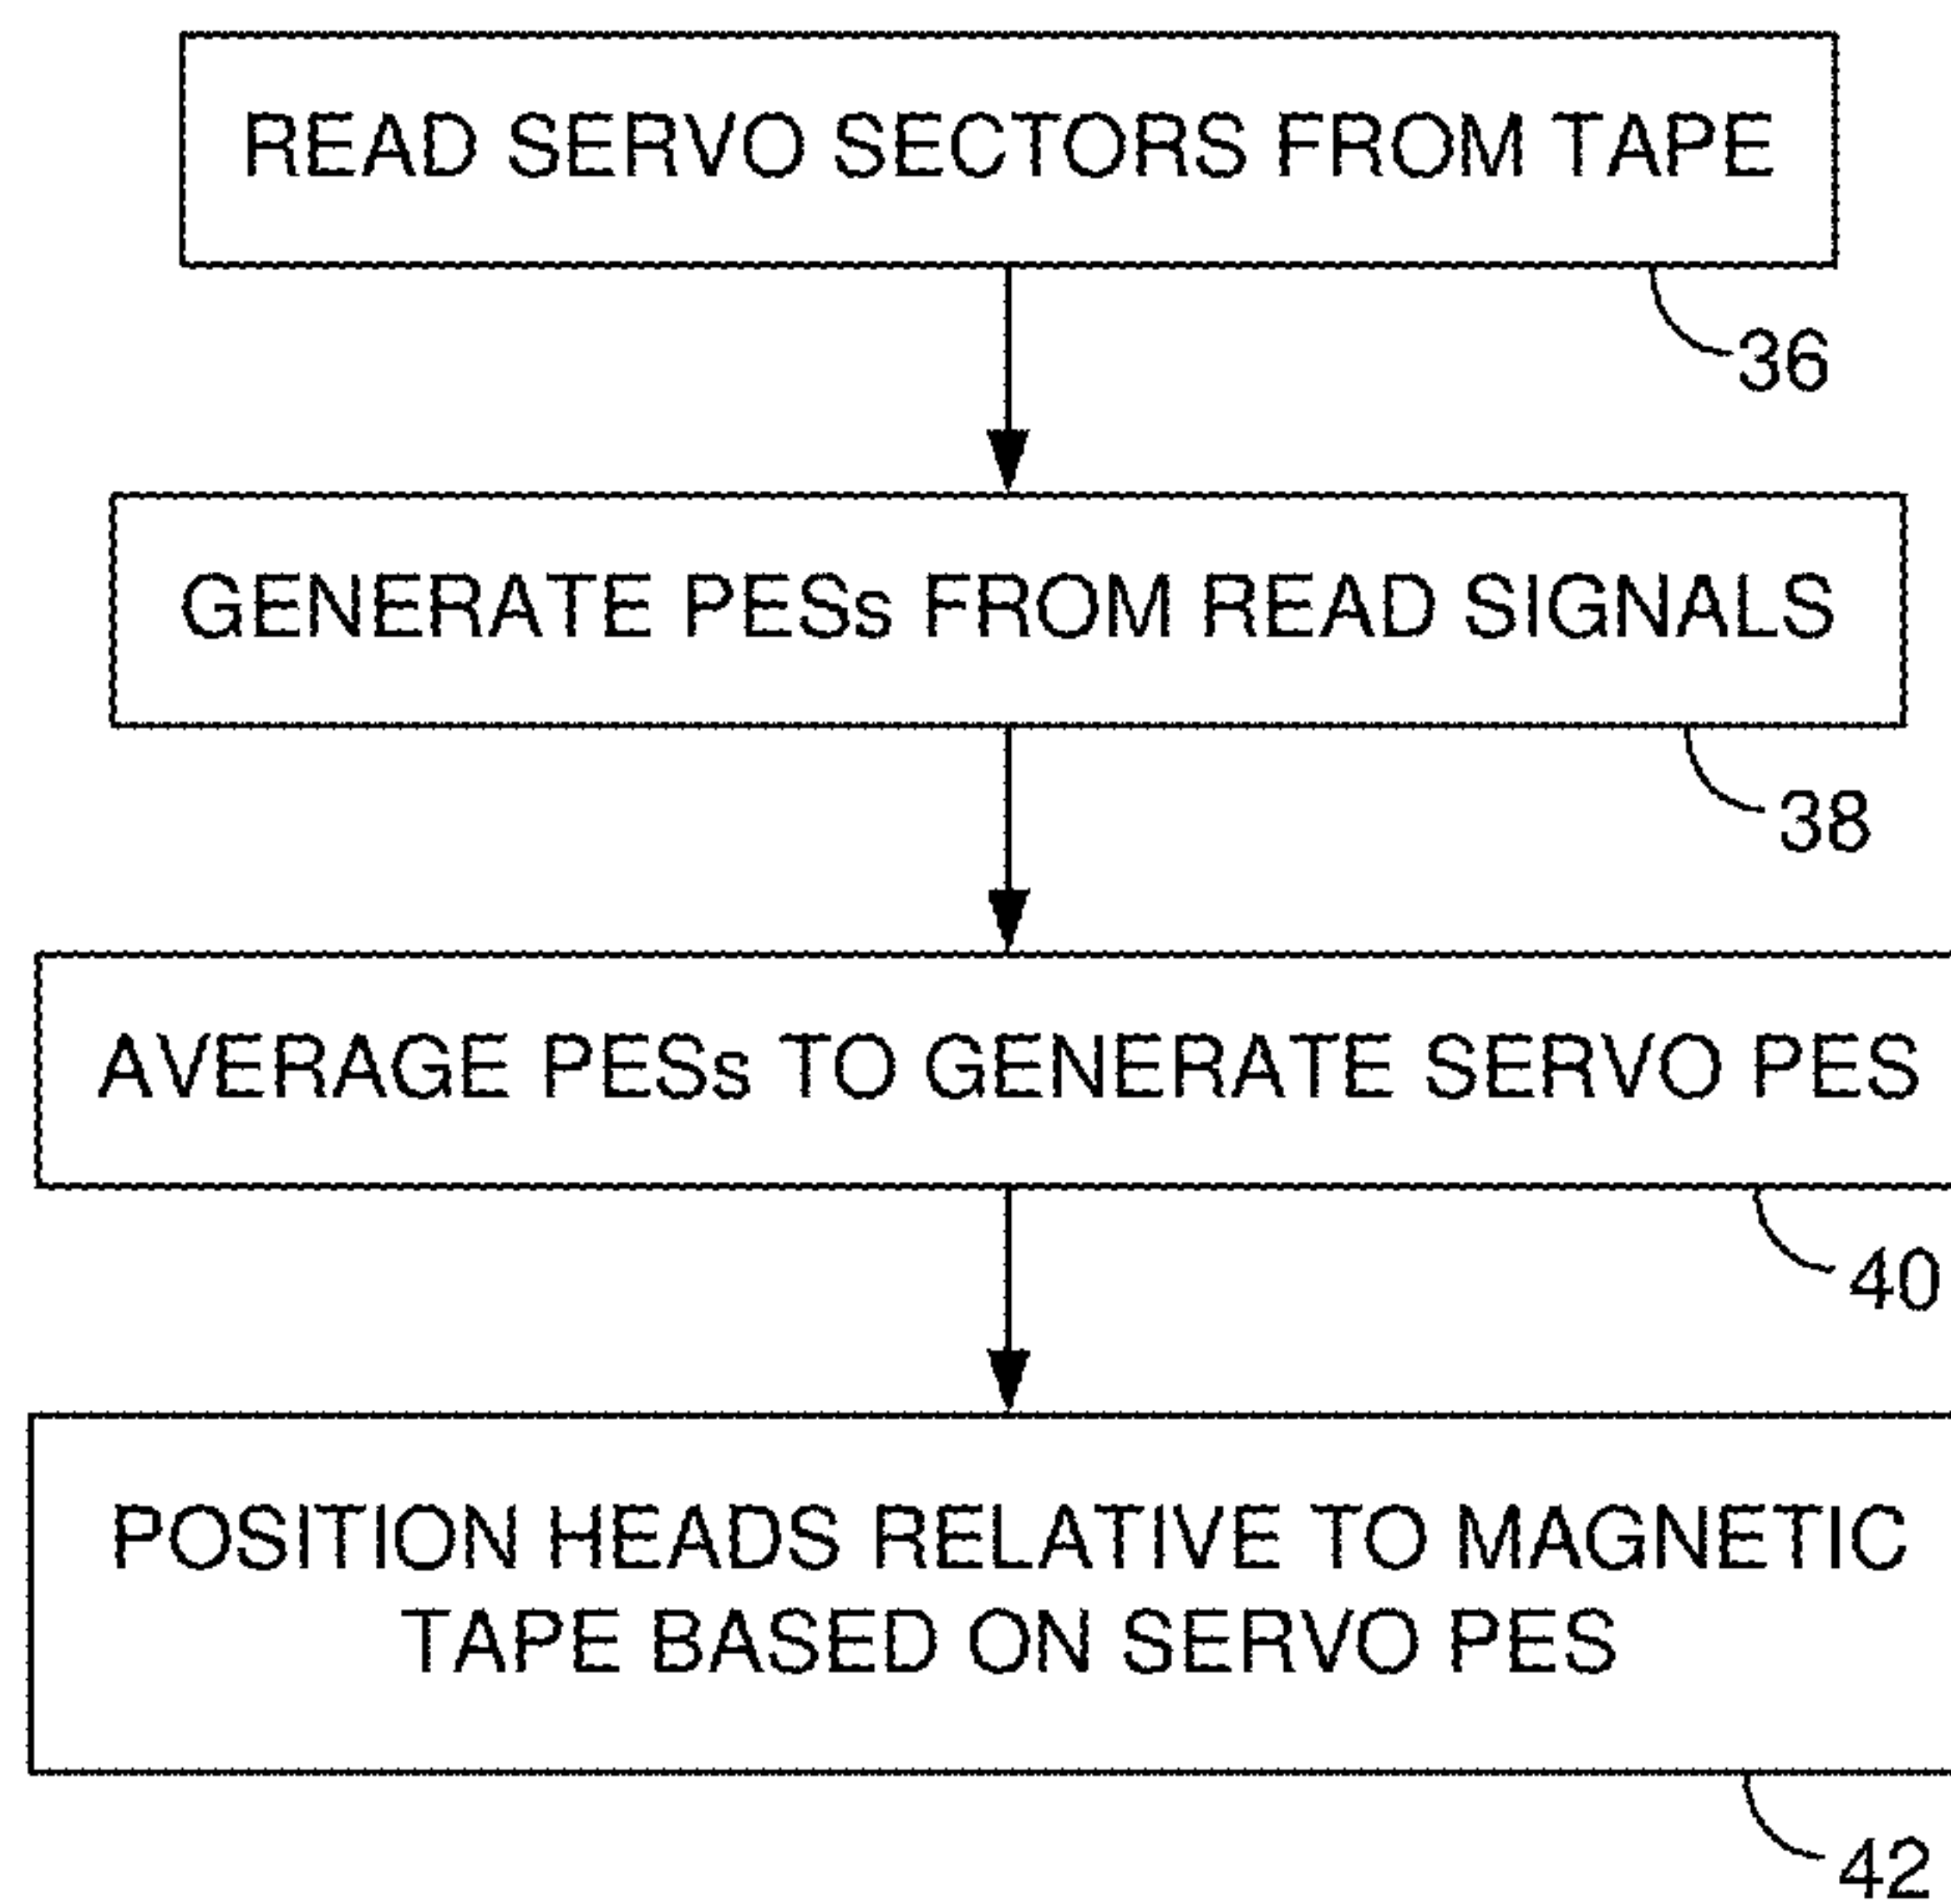 READ SERVO SECTORS FROM TAPE
36
GENERATE PESs FROM READ SIGNALS
38
AVERAGE PESs TO GENERATE SERVO PES
40
POSITION HEADS RELATIVE TO MAGNETIC
TAPE BASED ON SERVO PES
42